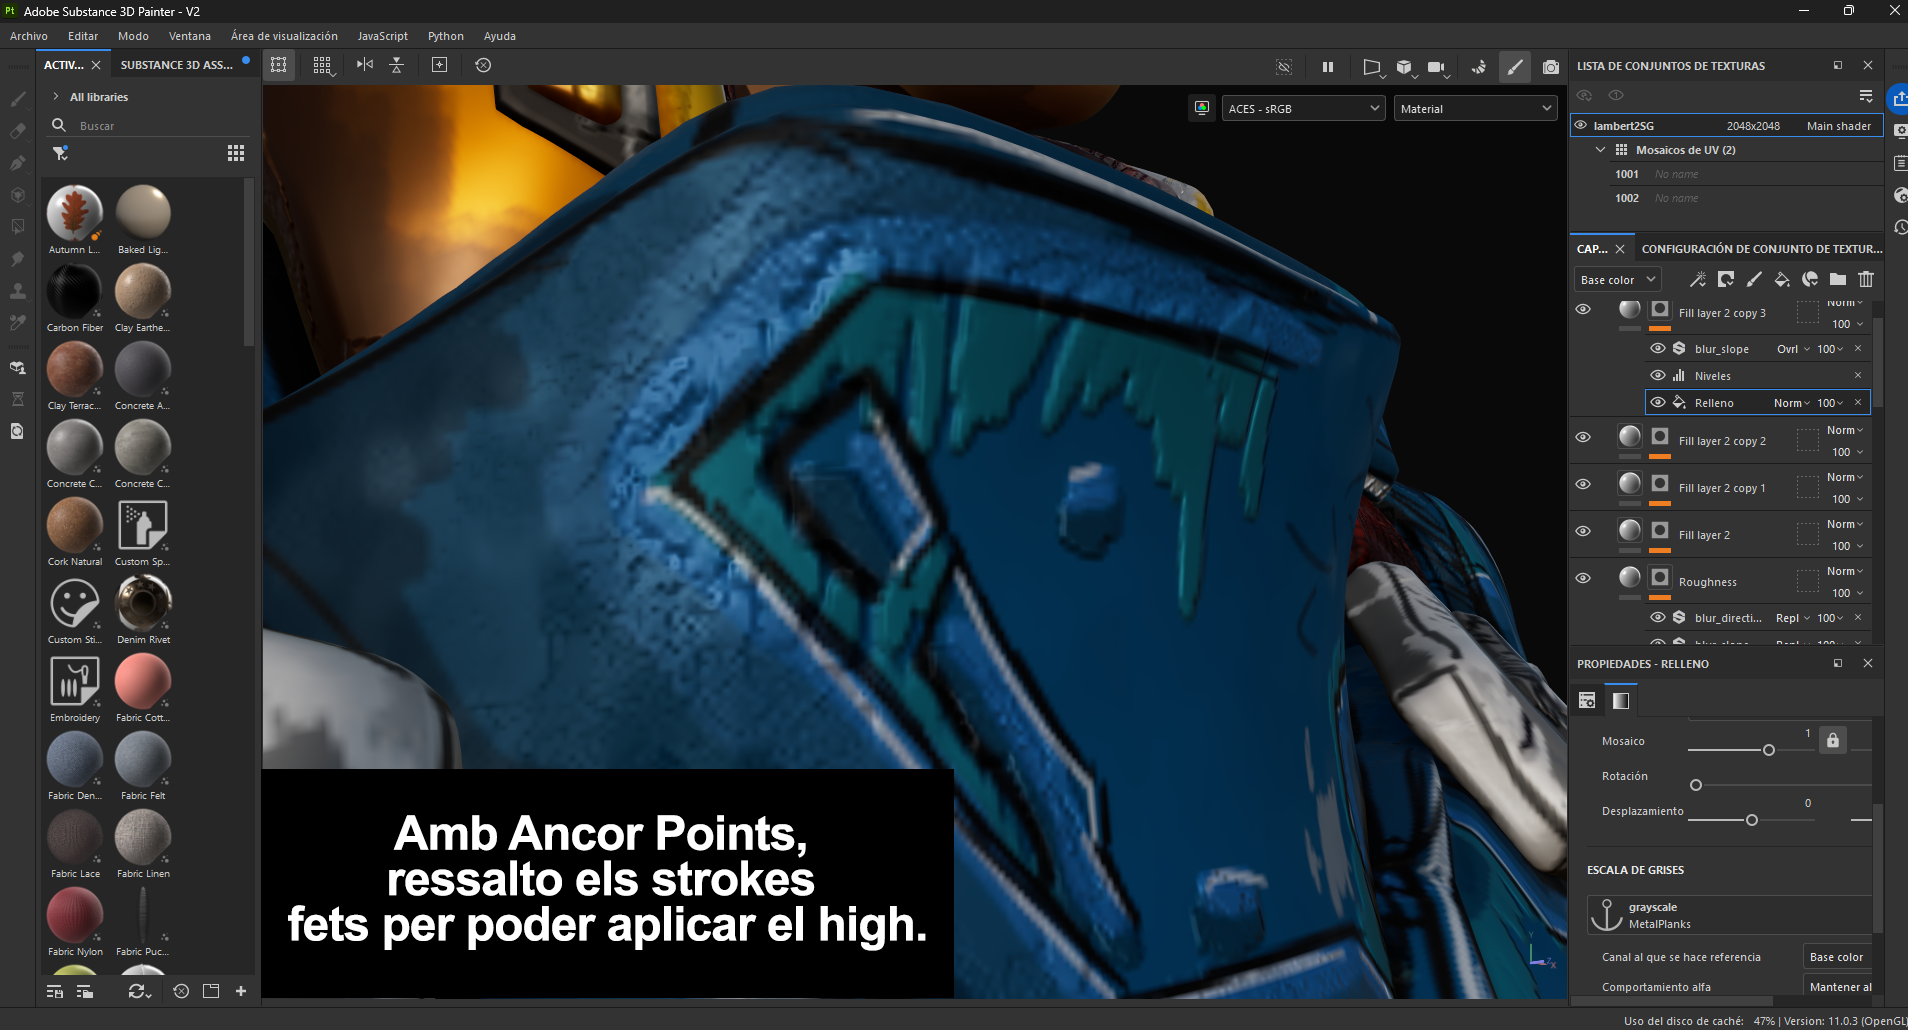 Pt Adobe Substance 3D Painter - V2
Archivo Editar Modo Ventana Área de visualización JavaScript Python Ayuda
ACTIV... SUBSTANCE 3D ASS...
All libraries
Buscar
Autumn L... Baked Lig...
Carbon Fiber Clay Earthe...
Clay Terrac... Concrete A...
Concrete C... Concrete C...
Cork Natural Custom Sp...
Custom Sti... Denim Rivet
Embroidery Fabric Cott...
Fabric Den... Fabric Felt
Fabric Lace Fabric Linen
Fabric Nylon Fabric Puc...
ACES - sRGB Material
Amb Ancor Points,
ressalto els strokes
fets per poder aplicar el high.
LISTA DE CONJUNTOS DE TEXTURAS
lambert2SG 2048x2048 Main shader
Mosaicos de UV (2)
1001 No name
1002 No name
CAP... CONFIGURACIÓN DE CONJUNTO DE TEXTUR...
Base color
Norm
Fill layer 2 copy 3
100
blur_slope Ovrl 100
Niveles
Relleno Norm 100
Norm
Fill layer 2 copy 2
100
Norm
Fill layer 2 copy 1
100
Norm
Fill layer 2
100
Norm
Roughness
100
blur_directi... Repl 100
blur_slope Repl 100
PROPIEDADES - RELLENO
Mosaico 1
Rotación
Desplazamiento 0
ESCALA DE GRISES
grayscale
MetalPlanks
Canal al que se hace referencia Base color
Comportamiento alfa Mantener al
Uso del disco de caché: 47% | Version: 11.0.3 (OpenGL